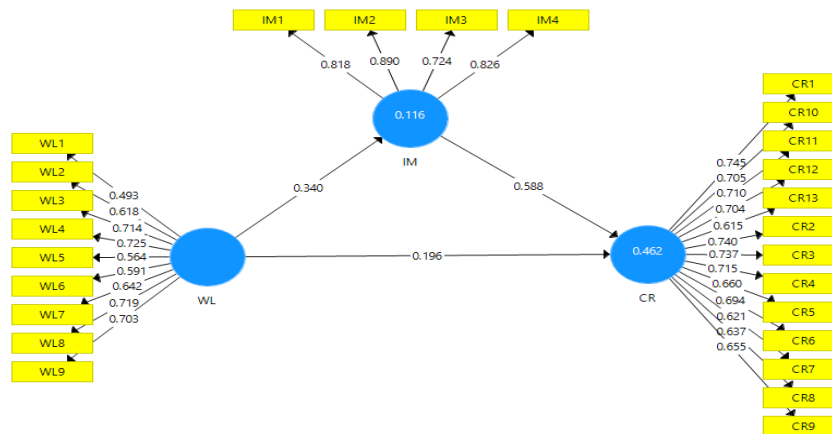 IM1 IM2 IM3 IM4
0.818 0.890 0.724 0.826
0.116
IM
WL1
WL2
WL3
WL4
WL5
WL6
WL7
WL8
WL9
0.493
0.618
0.714
0.725
0.564
0.591
0.642
0.719
0.703
WL
0.340
0.588
0.196
0.462
CR
0.745
0.705
0.710
0.704
0.615
0.740
0.737
0.715
0.660
0.694
0.621
0.637
0.655
CR1
CR10
CR11
CR12
CR13
CR2
CR3
CR4
CR5
CR6
CR7
CR8
CR9